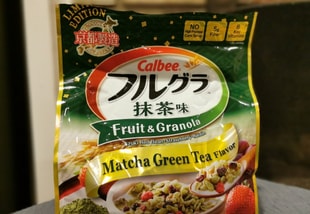 LIMITED
EDITION
京都製造
NO
Calbee
フルグラ
抹茶味
Fruit & Granola
Matcha Green Tea Flavor